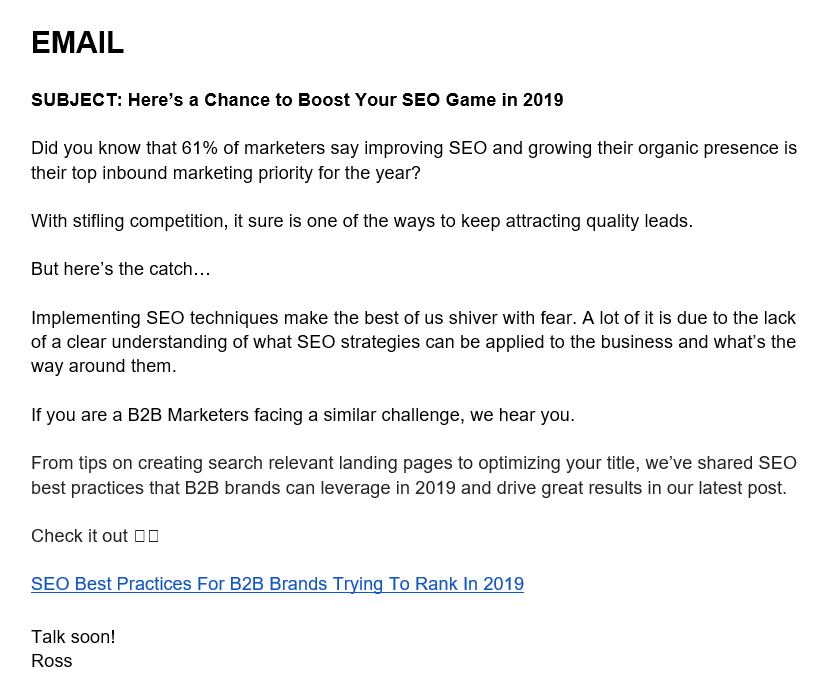 EMAIL
SUBJECT: Here’s a Chance to Boost Your SEO Game in 2019
Did you know that 61% of marketers say improving SEO and growing their organic presence is
their top inbound marketing priority for the year?
With stifling competition, it sure is one of the ways to keep attracting quality leads.
But here’s the catch…
Implementing SEO techniques make the best of us shiver with fear. A lot of it is due to the lack
of a clear understanding of what SEO strategies can be applied to the business and what’s the
way around them.
If you are a B2B Marketers facing a similar challenge, we hear you.
From tips on creating search relevant landing pages to optimizing your title, we’ve shared SEO
best practices that B2B brands can leverage in 2019 and drive great results in our latest post.
Check it out
SEO Best Practices For B2B Brands Trying To Rank In 2019
Talk soon!
Ross